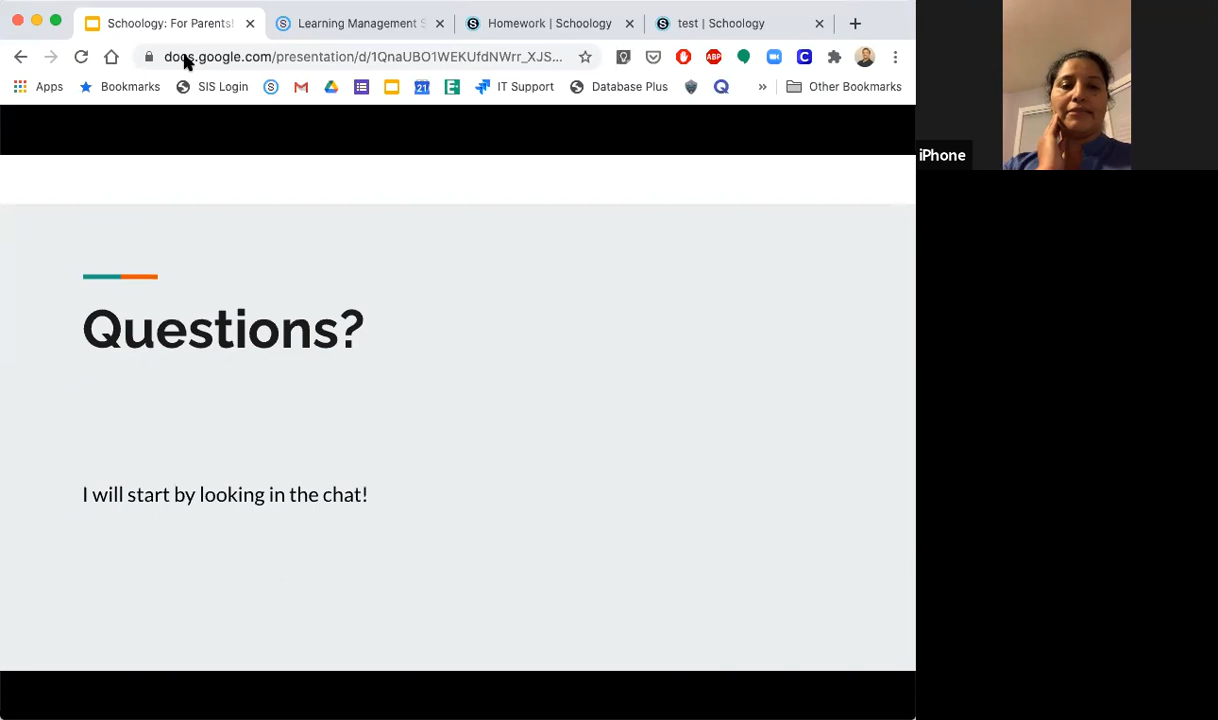 Schoology: For Parents!
Learning Management S
Homework | Schoology
test | Schoology
docs.google.com/presentation/d/1QnaUBO1WEKUfdNWrr_XJS...
Apps
Bookmarks
SIS Login
IT Support
Database Plus
Other Bookmarks
iPhone
Questions?
I will start by looking in the chat!